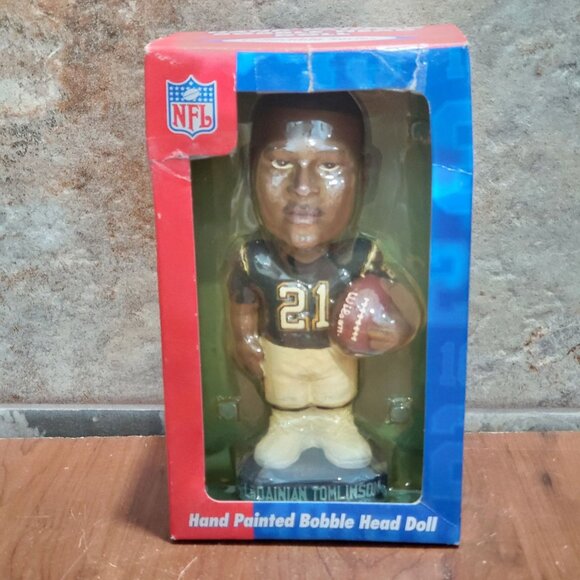 NFL
21
Wilson
LADAINIAN TOMLINSON
Hand Painted Bobble Head Doll